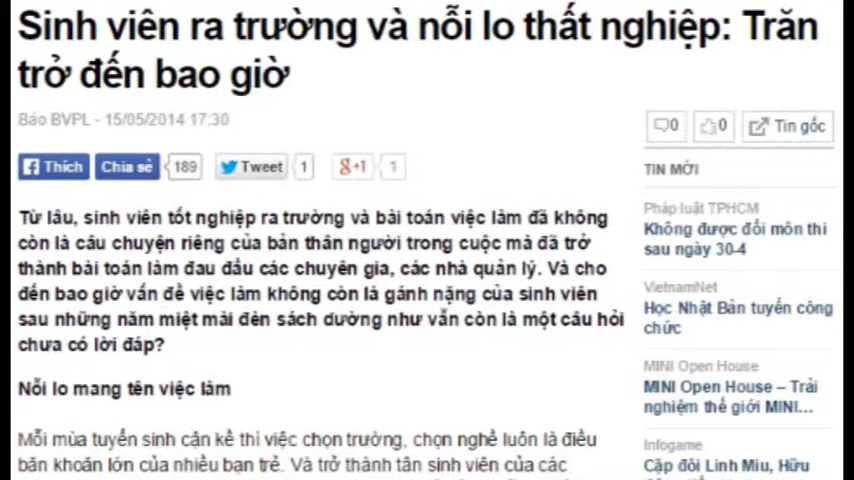 Sinh viên ra trường và nỗi lo thất nghiệp: Trăn
trở đến bao giờ
Báo BVPL - 15/05/2014 17:30
0
0
Tin gốc
Thích
Chia sẻ
189
Tweet
1
g+1
1
Từ lâu, sinh viên tốt nghiệp ra trường và bài toán việc làm đã không
còn là câu chuyện riêng của bản thân người trong cuộc mà đã trở
thành bài toán làm đau đầu các chuyên gia, các nhà quản lý. Và cho
đến bao giờ vấn đề việc làm không còn là gánh nặng của sinh viên
sau những năm miệt mài đèn sách dường như vẫn còn là một câu hỏi
chưa có lời đáp?
Nỗi lo mang tên việc làm
Mỗi mùa tuyển sinh cận kề thì việc chọn trường, chọn nghề luôn là điều
băn khoăn lớn của nhiều bạn trẻ. Và trở thành tân sinh viên của các
TIN MỚI
Pháp luật TPHCM
Không được đổi môn thi
sau ngày 30-4
VietnamNet
Học Nhật Bản tuyển công
chức
MINI Open House
MINI Open House – Trải
nghiệm thế giới MINI...
Infogame
Cặp đôi Linh Miu, Hữu